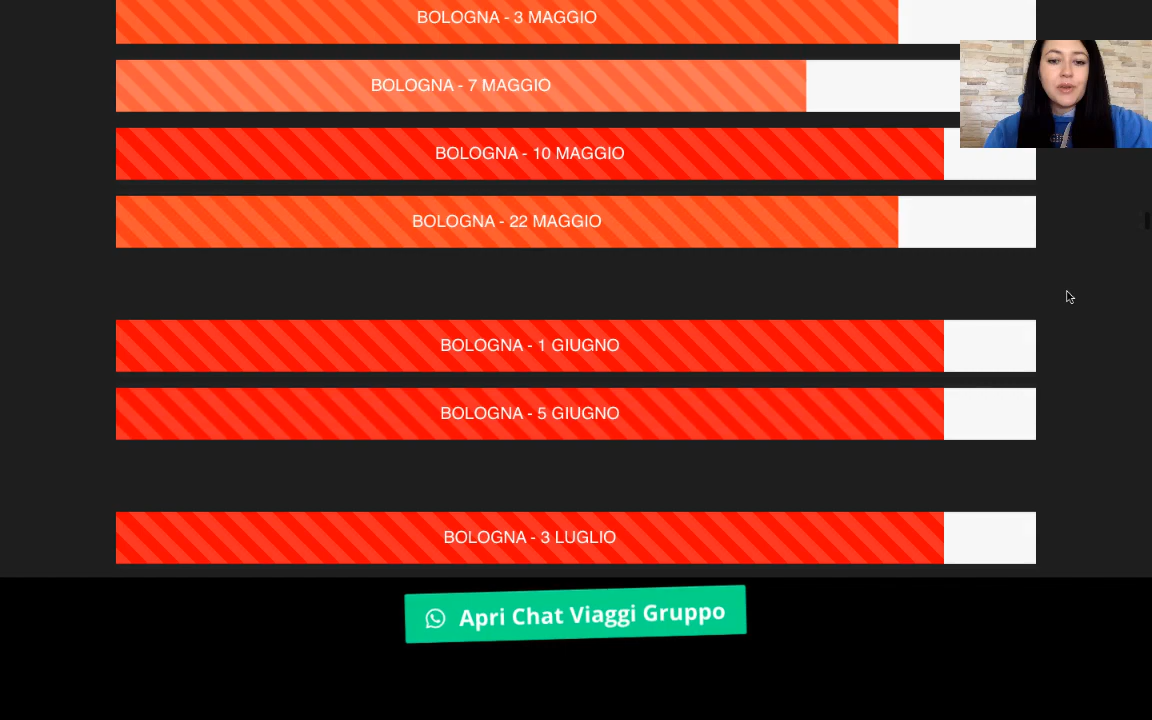 BOLOGNA - 3 MAGGIO
BOLOGNA - 7 MAGGIO
BOLOGNA - 10 MAGGIO
BOLOGNA - 22 MAGGIO
BOLOGNA - 1 GIUGNO
BOLOGNA - 5 GIUGNO
BOLOGNA - 3 LUGLIO
Apri Chat Viaggi Gruppo